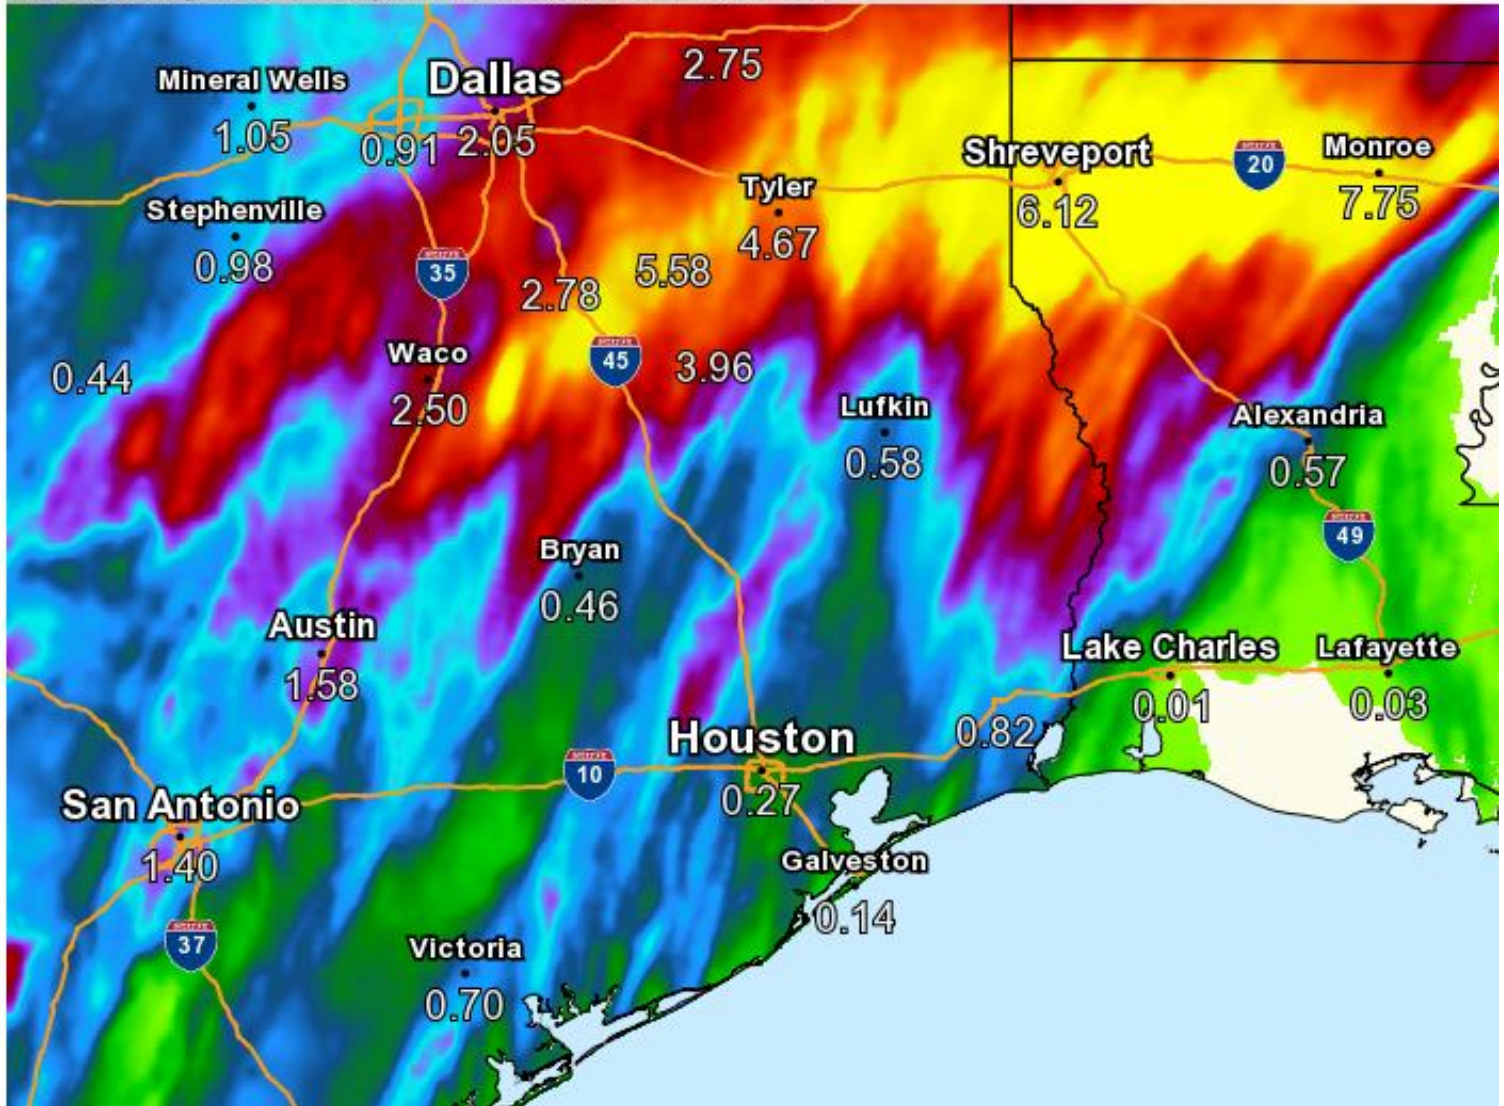 2.75
Mineral Wells
Dallas
1.05
0.91
2.05
Shreveport
20
Monroe
Tyler
6.12
7.75
Stephenville
4.67
0.98
35
5.58
2.78
Waco
45
3.96
0.44
2.50
Lufkin
Alexandria
0.58
0.57
49
Bryan
0.46
Austin
1.58
Lake Charles
Lafayette
0.01
0.03
Houston
0.82
10
0.27
San Antonio
1.40
Galveston
0.14
37
Victoria
0.70